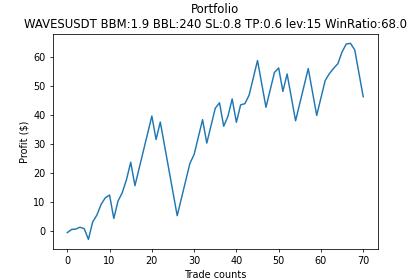 Portfolio
WAVESUSDT BBM:1.9 BBL:240 SL:0.8 TP:0.6 lev:15 WinRatio:68.0
60
50
40
30
20
10
0
Profit ($)
0 10 20 30 40 50 60 70
Trade counts